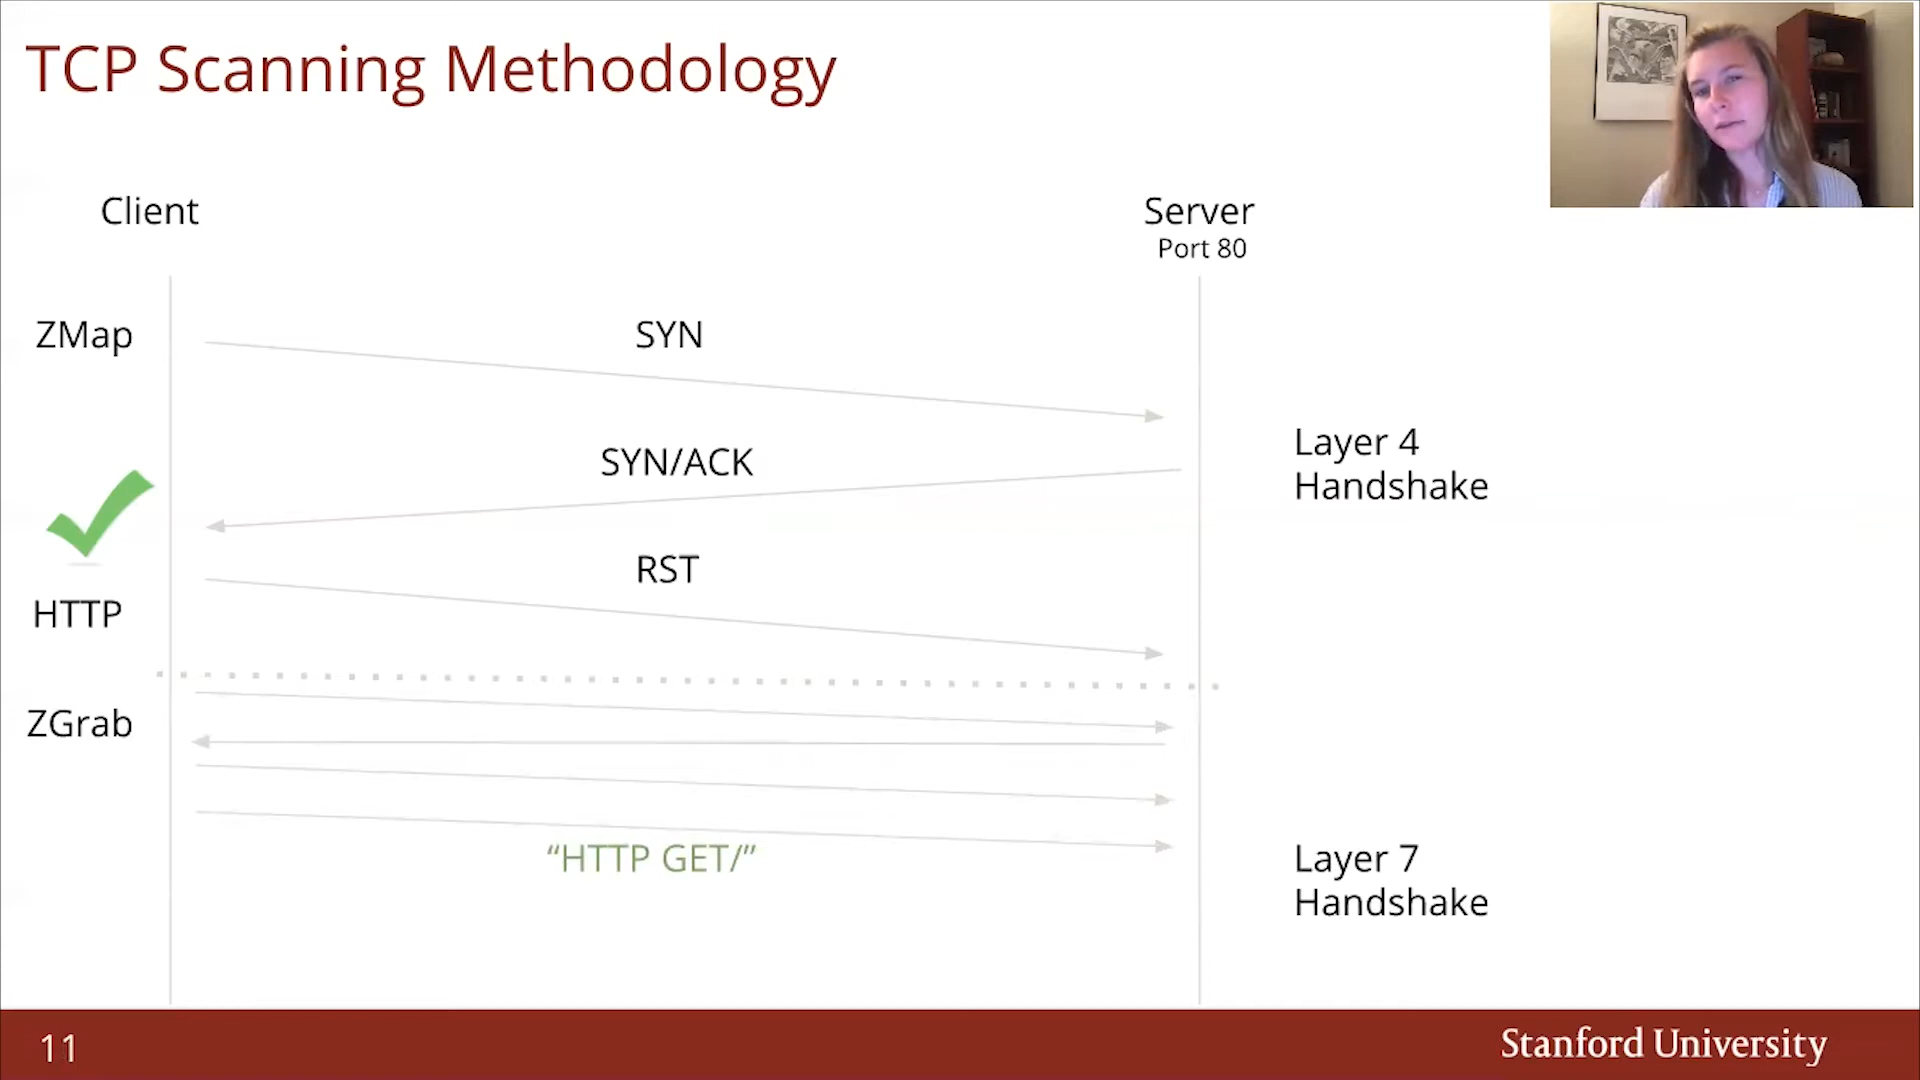 TCP Scanning Methodology
Client
Server
Port 80
ZMap
SYN
SYN/ACK
Layer 4
Handshake
RST
HTTP
ZGrab
“HTTP GET/”
Layer 7
Handshake
11
Stanford University